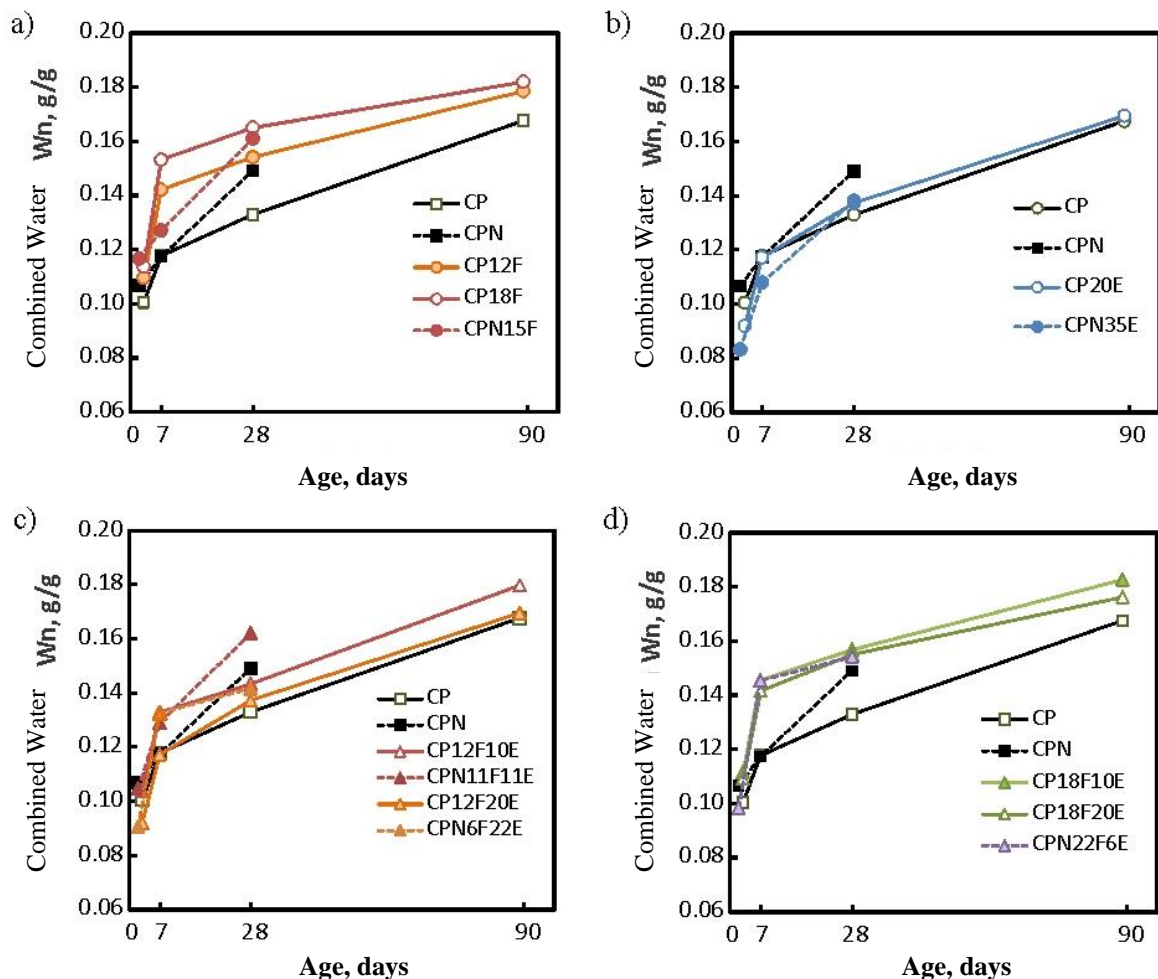 a)
Combined Water Wn, g/g
0.20
0.18
0.16
0.14
0.12
0.10
0.08
0.06
CP
CPN
CP12F
CP18F
CPN15F
0 7 28 90
Age, days
b)
Combined Water Wn, g/g
0.20
0.18
0.16
0.14
0.12
0.10
0.08
0.06
CP
CPN
CP20E
CPN35E
0 7 28 90
Age, days
c)
Combined Water Wn, g/g
0.20
0.18
0.16
0.14
0.12
0.10
0.08
0.06
CP
CPN
CP12F10E
CPN11F11E
CP12F20E
CPN6F22E
0 7 28 90
Age, days
d)
Combined Water Wn, g/g
0.20
0.18
0.16
0.14
0.12
0.10
0.08
0.06
CP
CPN
CP18F10E
CP18F20E
CPN22F6E
0 7 28 90
Age, days